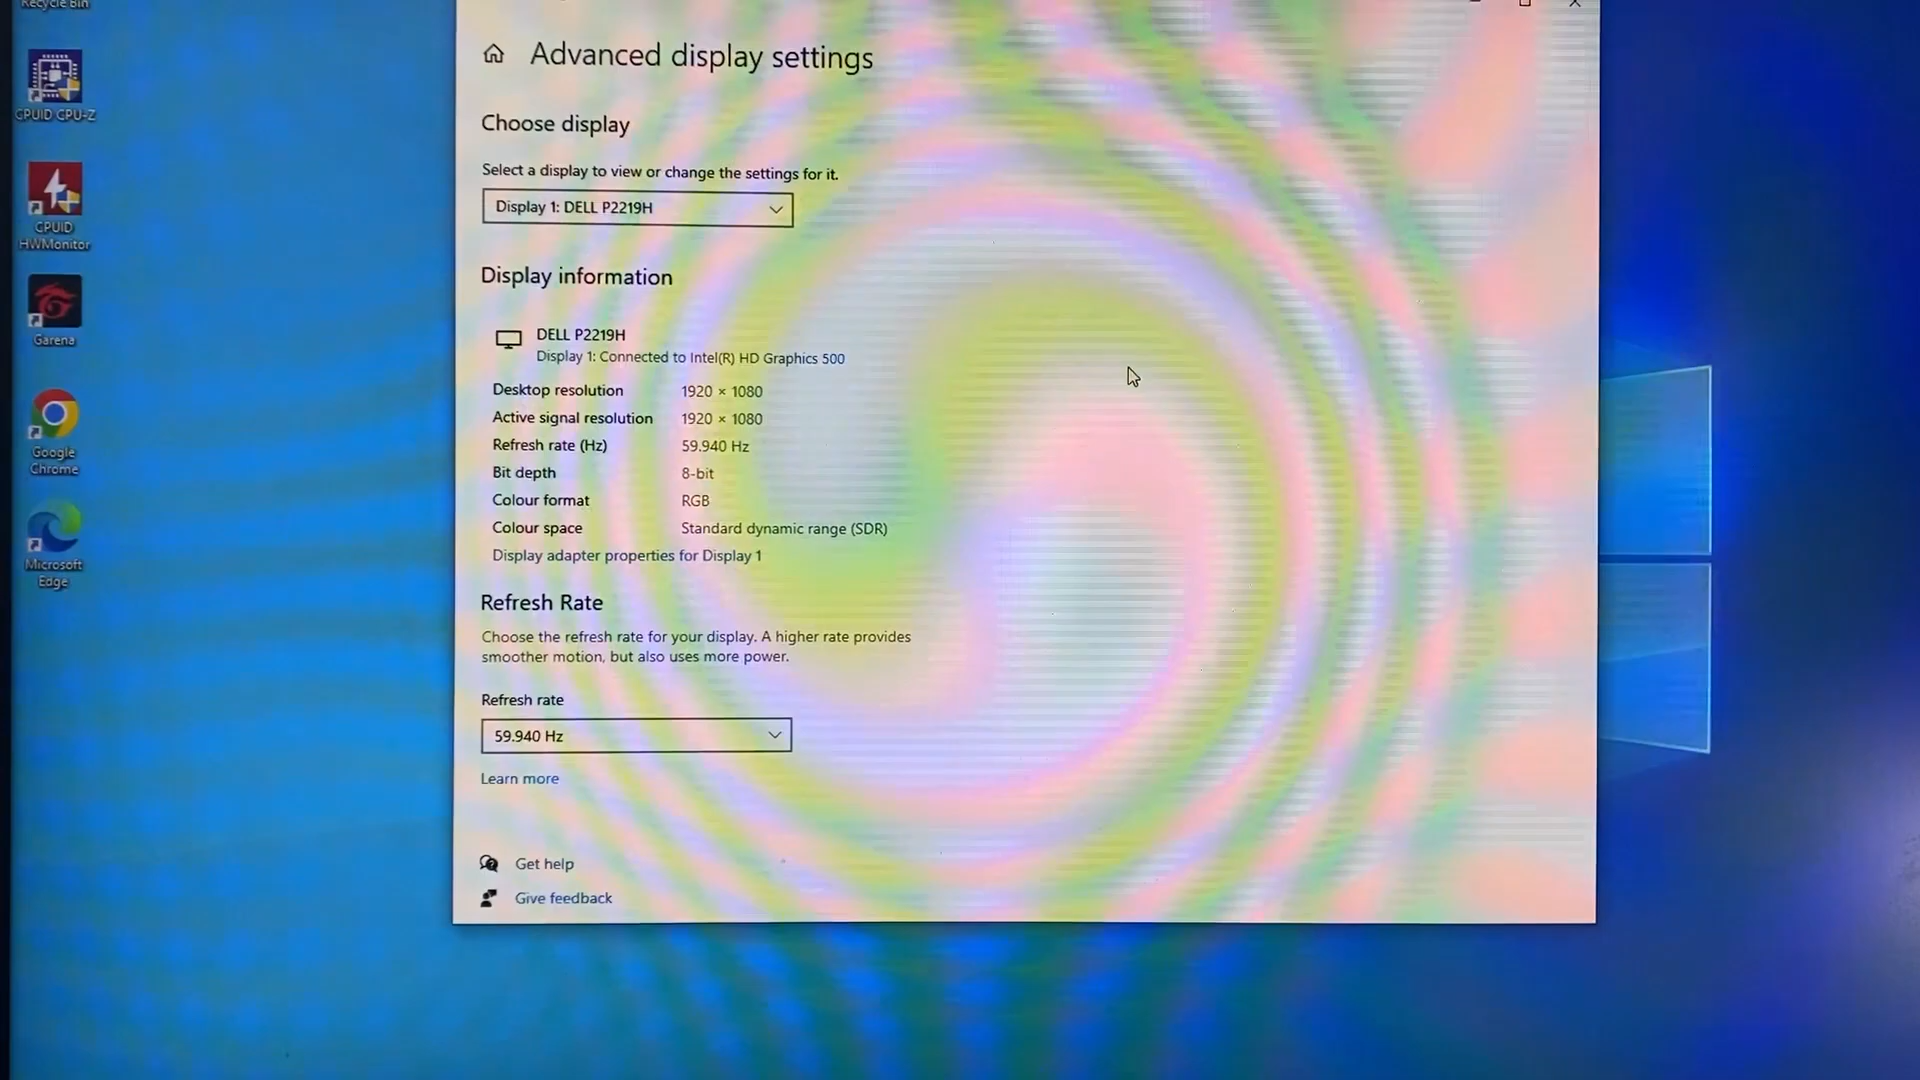 Recycle Bin
CPUID CPU-Z
CPUID
HWMonitor
Garena
Google
Chrome
Microsoft
Edge
Advanced display settings
Choose display
Select a display to view or change the settings for it.
Display 1: DELL P2219H
Display information
DELL P2219H
Display 1: Connected to Intel(R) HD Graphics 500
Desktop resolution 1920 × 1080
Active signal resolution 1920 × 1080
Refresh rate (Hz) 59.940 Hz
Bit depth 8-bit
Colour format RGB
Colour space Standard dynamic range (SDR)
Display adapter properties for Display 1
Refresh Rate
Choose the refresh rate for your display. A higher rate provides
smoother motion, but also uses more power.
Refresh rate
59.940 Hz
Learn more
Get help
Give feedback